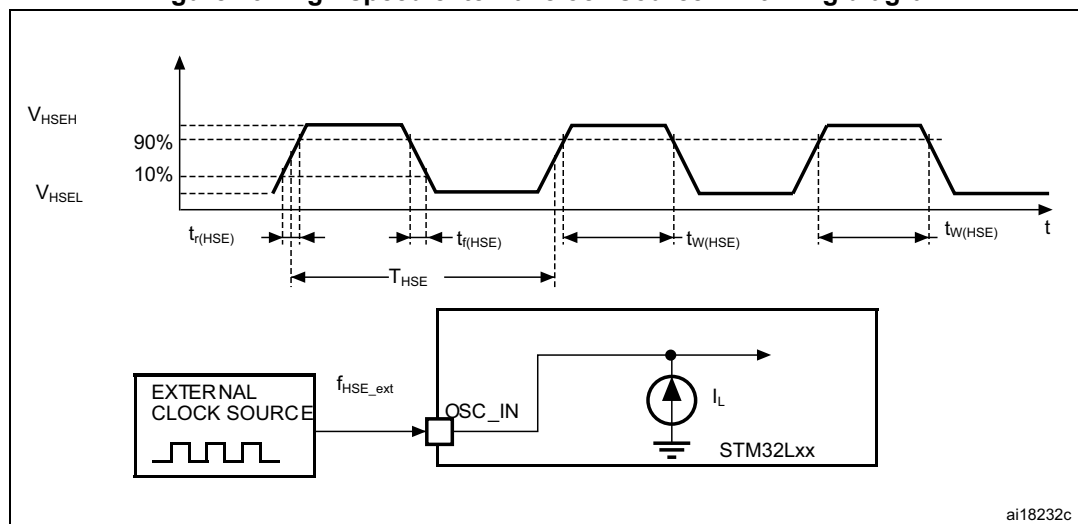 V_HSEH
90%
10%
V_HSEL
t_r(HSE)
t_f(HSE)
t_W(HSE)
t_W(HSE)
t
T_HSE
EXTERNAL
CLOCK SOURCE
f_HSE_ext
OSC_IN
I_L
STM32Lxx
ai18232c